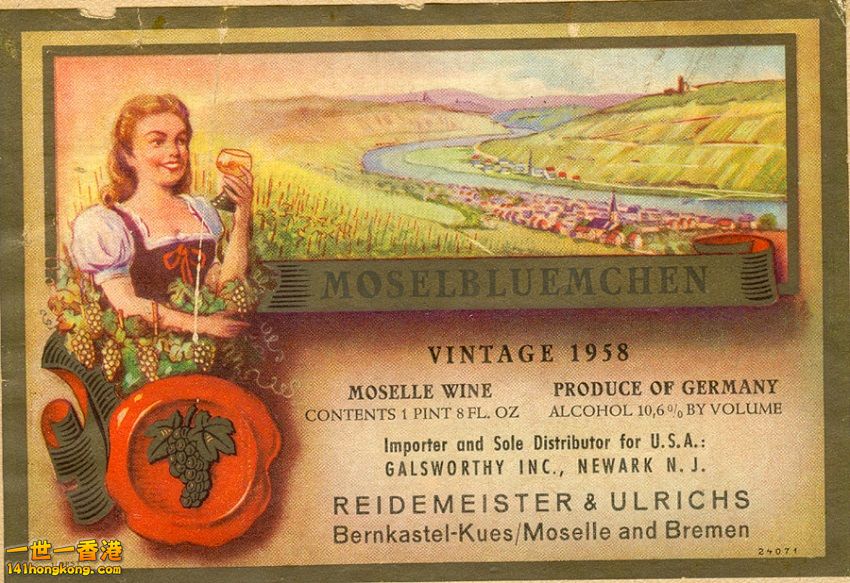 MOSELBLUEMCHEN
VINTAGE 1958
MOSELLE WINE PRODUCE OF GERMANY
CONTENTS 1 PINT 8 FL. OZ ALCOHOL 10,6% BY VOLUME
Importer and Sole Distributor for U.S.A.:
GALSWORTHY INC., NEWARK N. J.
REIDEMEISTER & ULRICHS
Bernkastel-Kues/Moselle and Bremen
24071
一世一香港
141hongkong.com